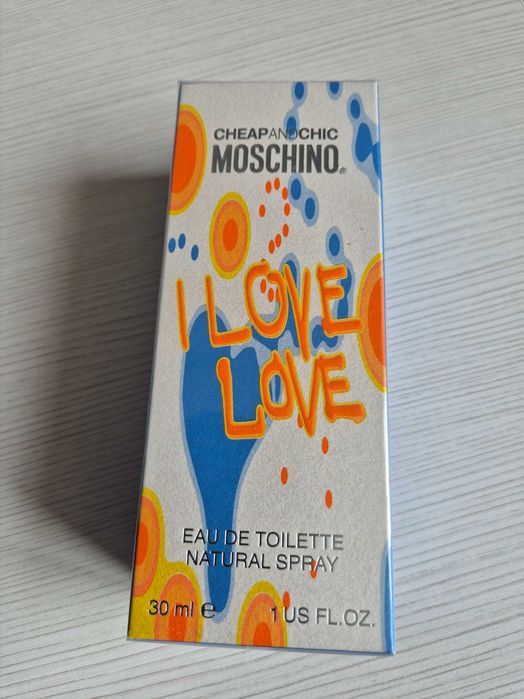 CHEAPANDCHIC
MOSCHINO®
I LOVE
LOVE
EAU DE TOILETTE
NATURAL SPRAY
30 ml e 1 US FL.OZ.